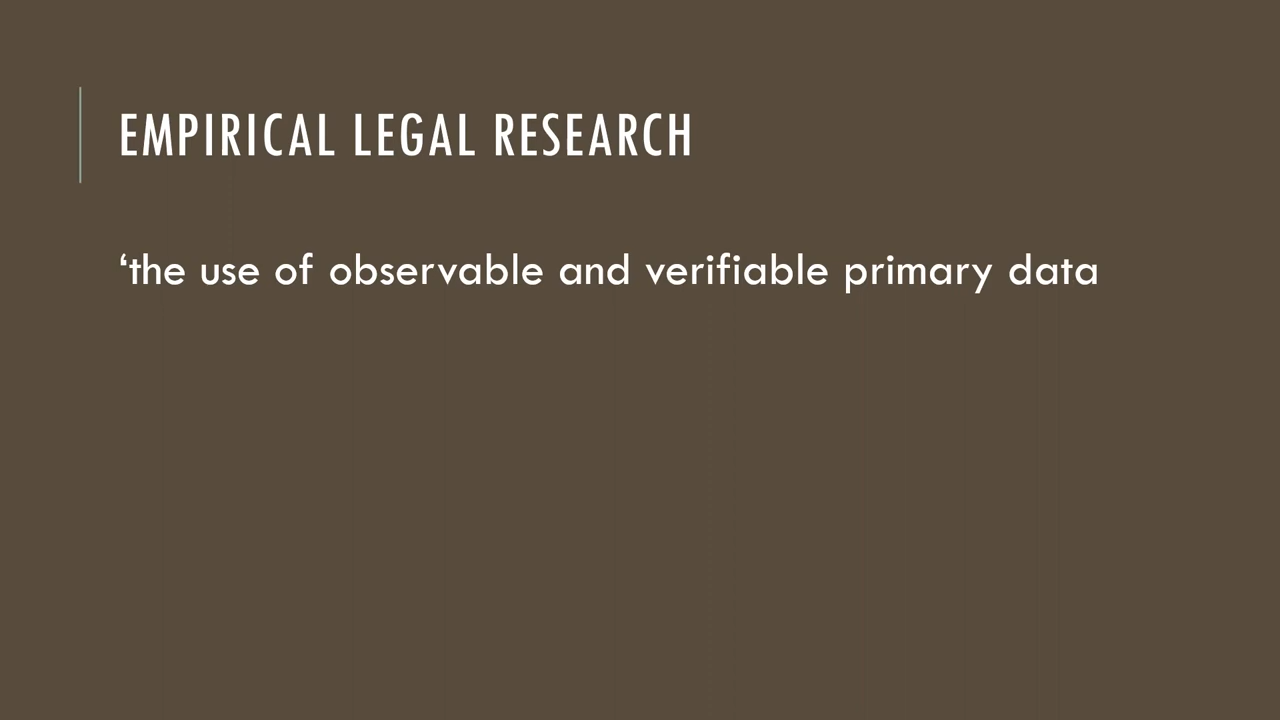 EMPIRICAL LEGAL RESEARCH
‘the use of observable and verifiable primary data